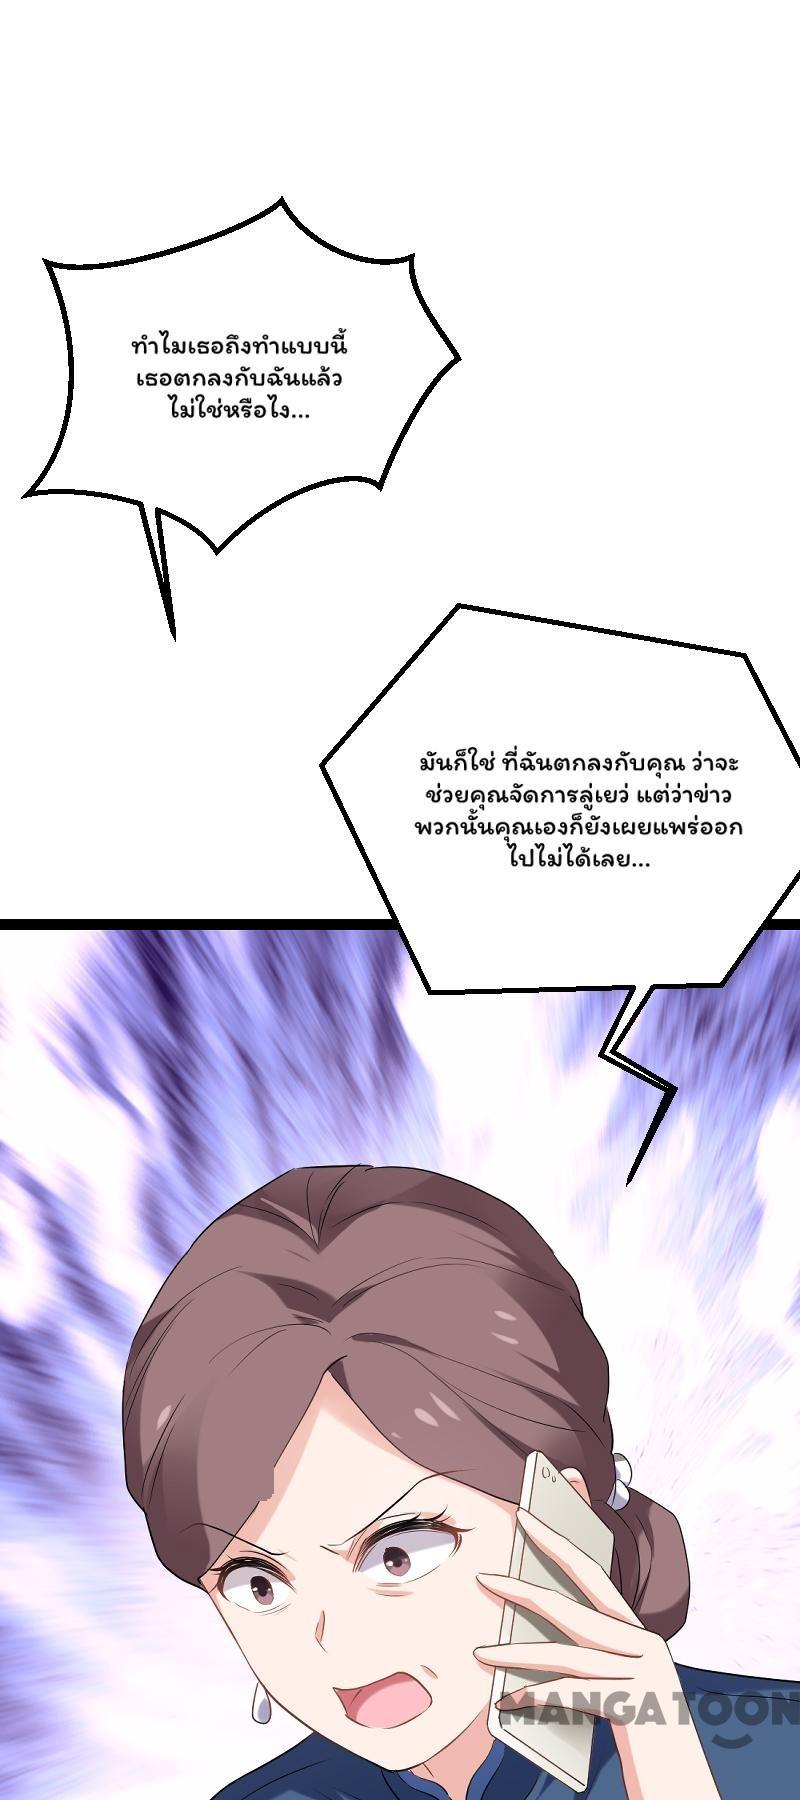 ทำไมเธอถึงทำแบบนี้
เธอตกลงกับฉันแล้ว
ไม่ใช่หรือไง...
มันก็ใช่ ที่ฉันตกลงกับคุณ ว่าจะ
ช่วยคุณจัดการลู่เยว่ แต่ว่าข่าว
พวกนั้นคุณเองก็ยังเผยแพร่ออก
ไปไม่ได้เลย...
MANGATOON